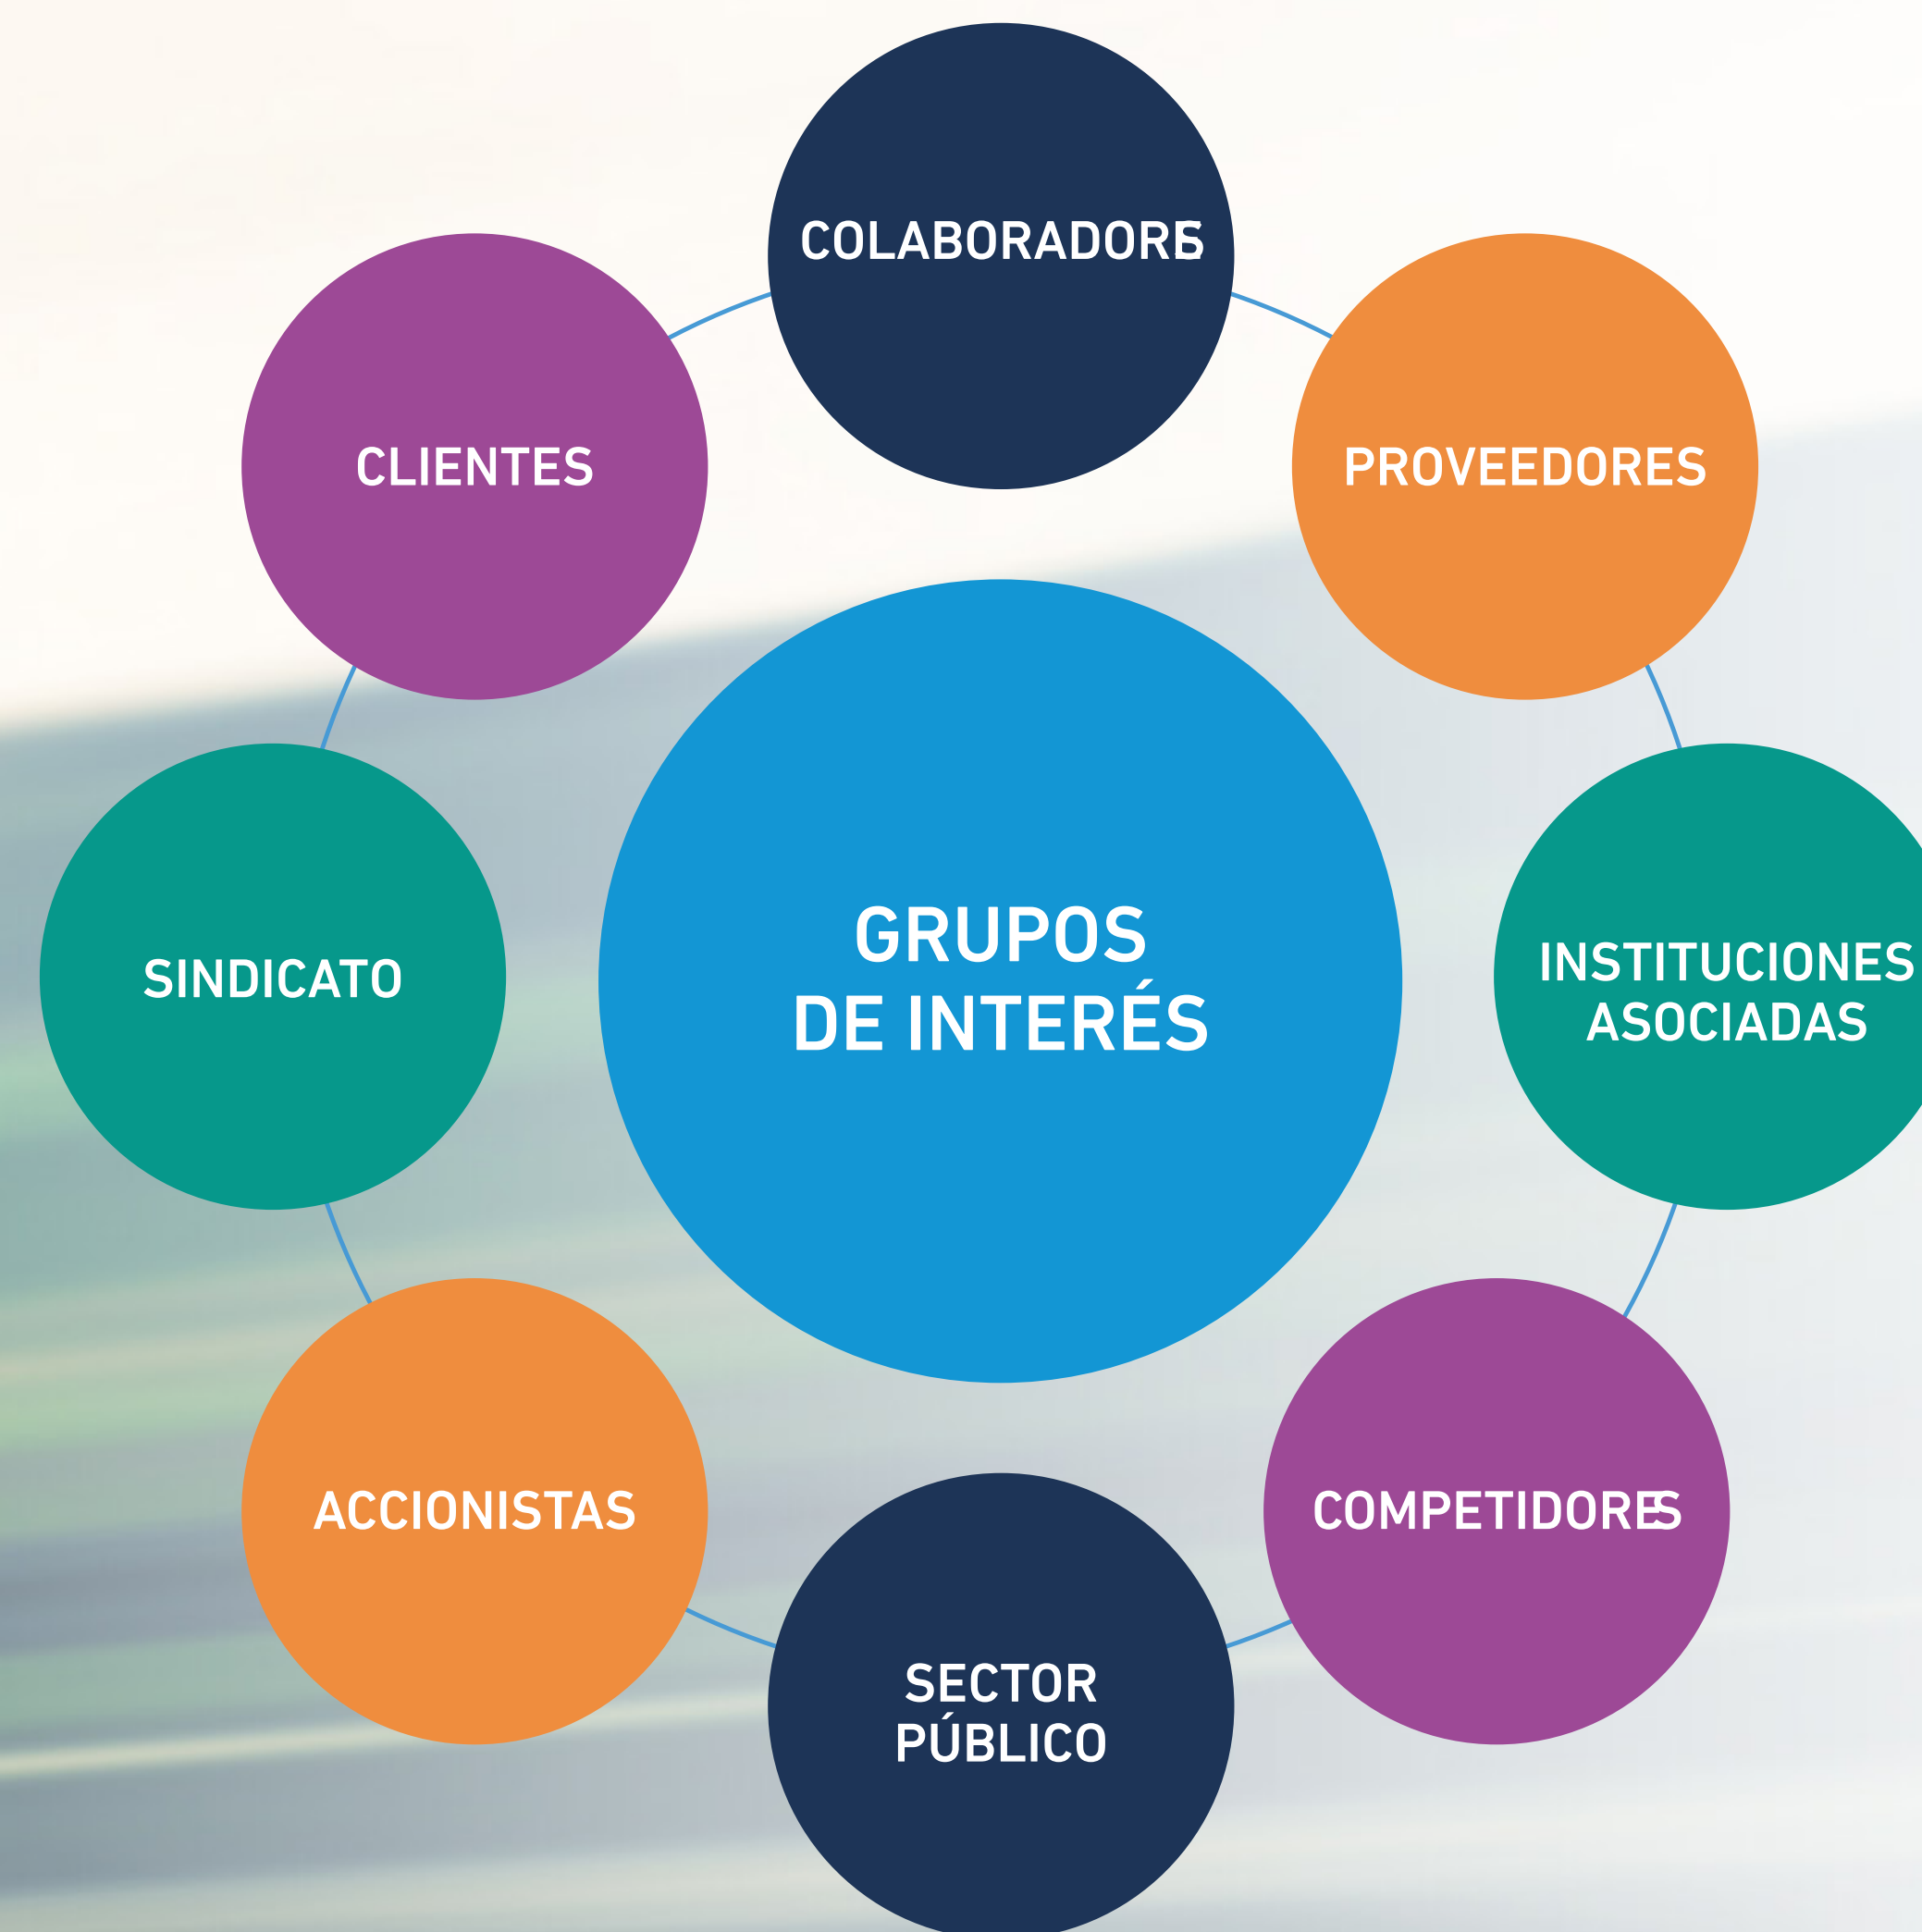 COLABORADORES
CLIENTES
PROVEEDORES
GRUPOS
DE INTERÉS
SINDICATO
INSTITUCIONES
ASOCIADAS
ACCIONISTAS
COMPETIDORES
SECTOR
PÚBLICO